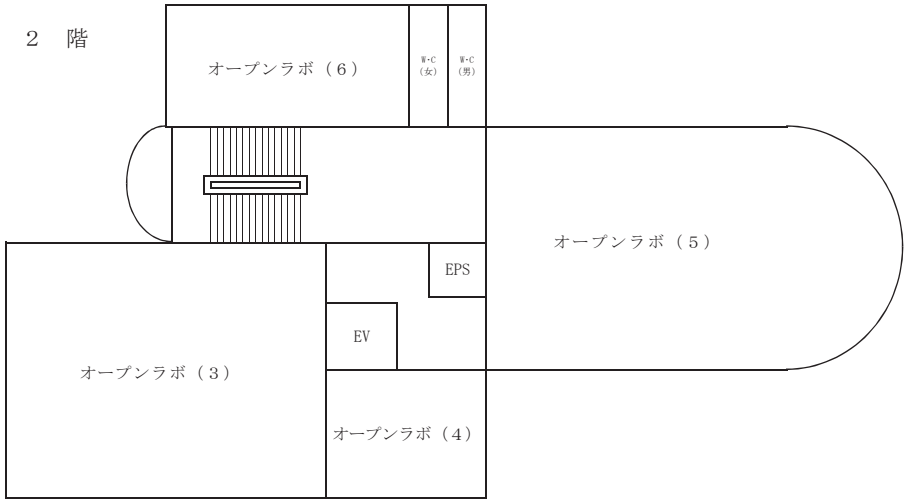 ２　階
オープンラボ（６）
W・C
（女）
W・C
（男）
オープンラボ（５）
EPS
EV
オープンラボ（３）
オープンラボ（４）